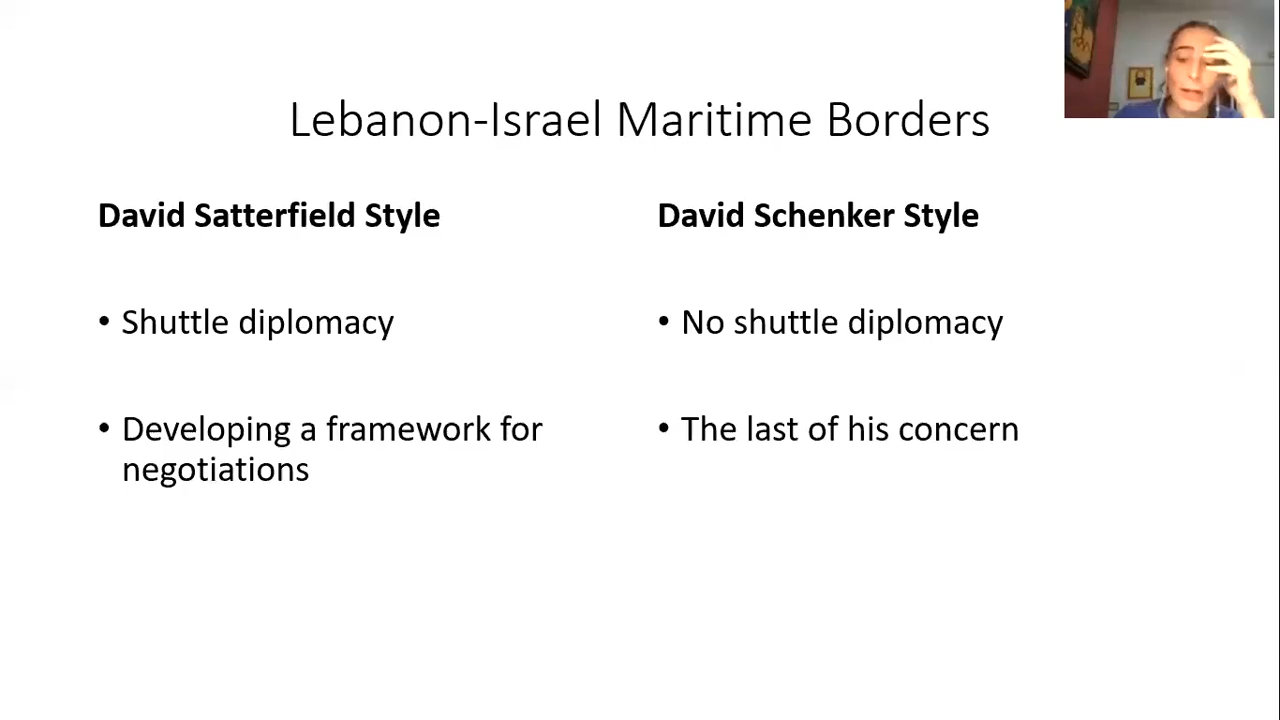 Lebanon-Israel Maritime Borders
David Satterfield Style
• Shuttle diplomacy
• Developing a framework for
negotiations
David Schenker Style
• No shuttle diplomacy
• The last of his concern